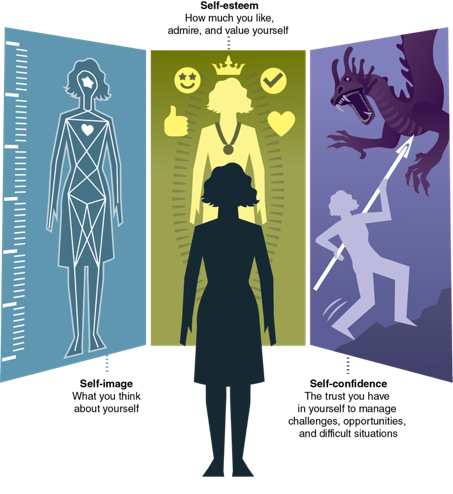 Self-esteem
How much you like,
admire, and value yourself
Self-image
What you think
about yourself
Self-confidence
The trust you have
in yourself to manage
challenges, opportunities,
and difficult situations